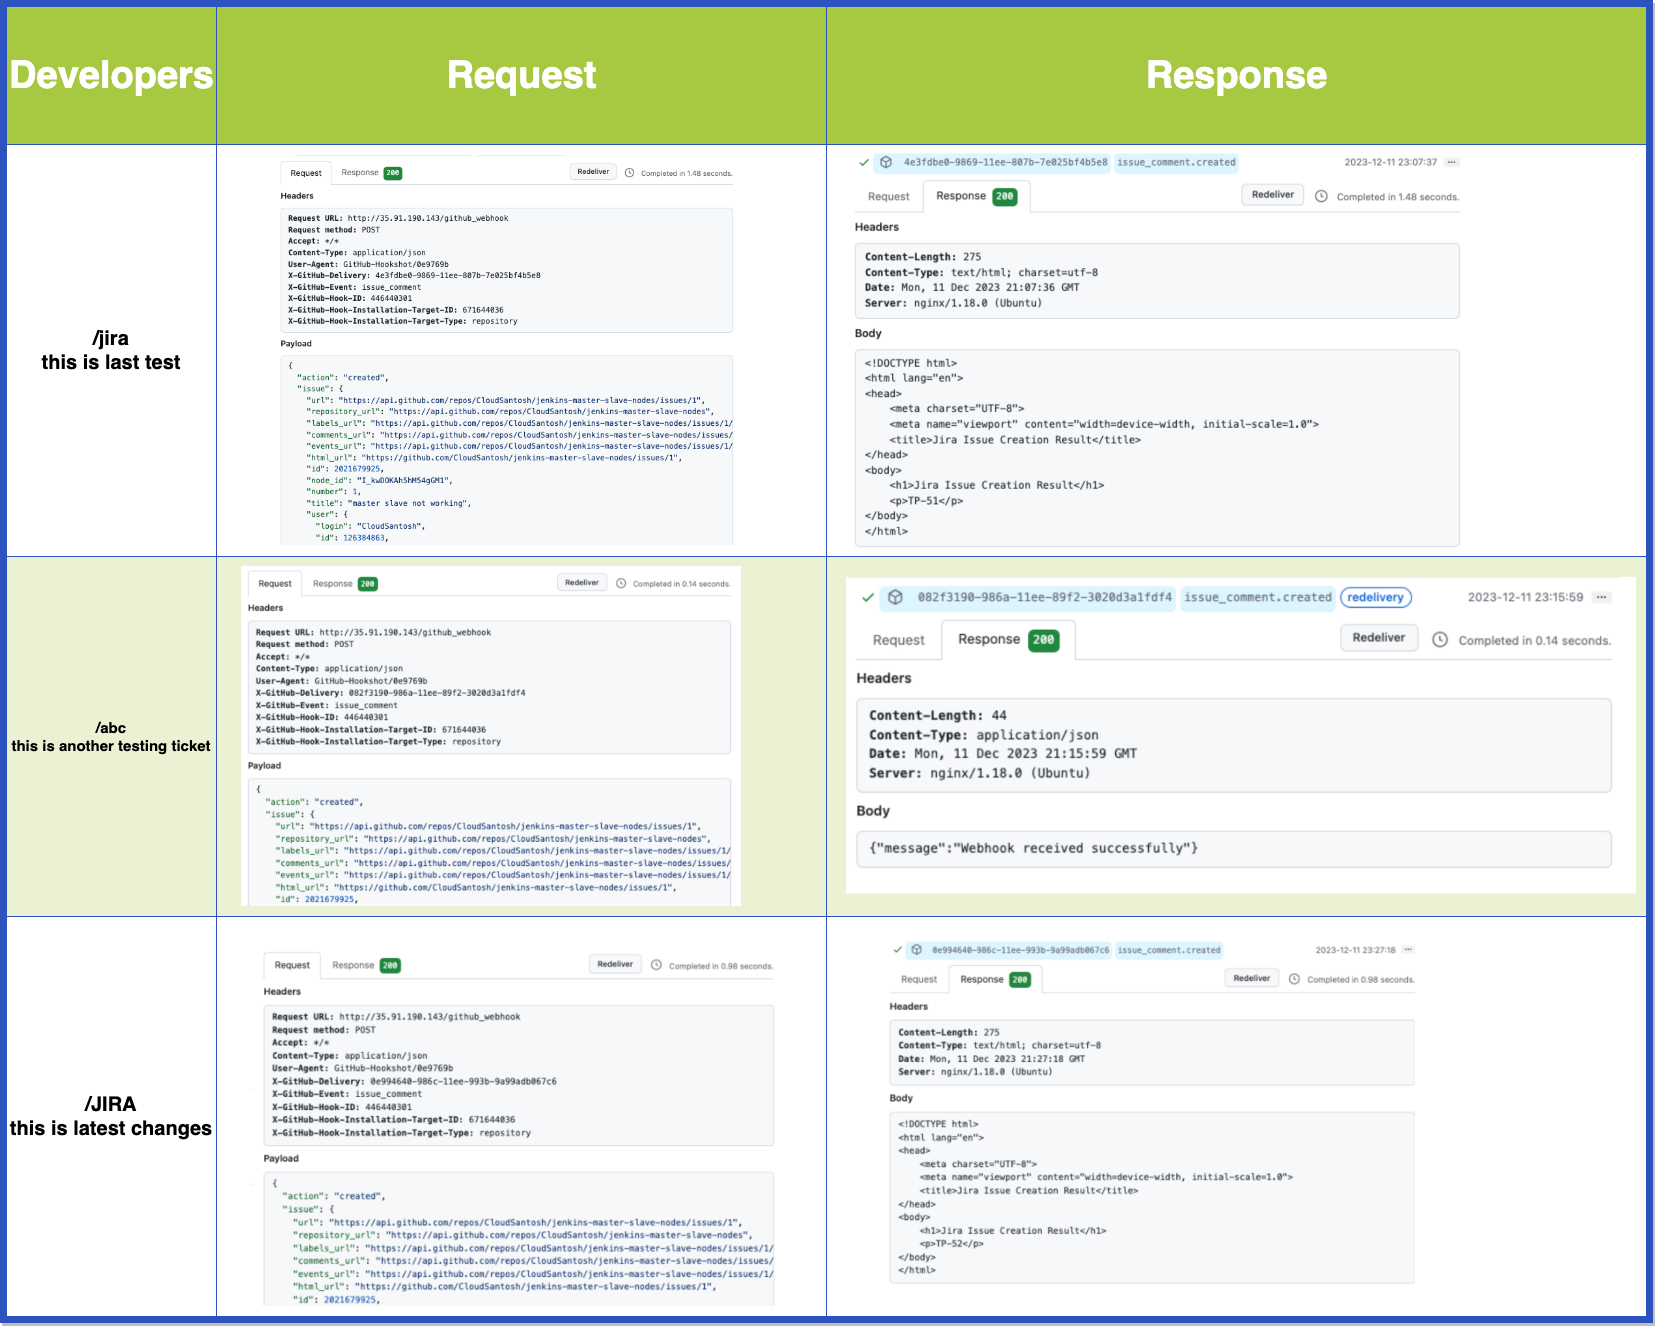 Developers
Request
Response
/jira
this is last test
Request
Response 200
Redeliver
Completed in 1.48 seconds.
Headers
Request URL: http://35.91.190.143/github_webhook
Request method: POST
Accept: */*
Content-Type: application/json
User-Agent: GitHub-Hookshot/0e9769b
X-GitHub-Delivery: 4e3fdbe0-9869-11ee-807b-7e025bf4b5e8
X-GitHub-Event: issue_comment
X-GitHub-Hook-ID: 446440301
X-GitHub-Hook-Installation-Target-ID: 671644036
X-GitHub-Hook-Installation-Target-Type: repository
Payload
{
"action": "created",
"issue": {
"url": "https://api.github.com/repos/CloudSantosh/jenkins-master-slave-nodes/issues/1",
"repository_url": "https://api.github.com/repos/CloudSantosh/jenkins-master-slave-nodes",
"labels_url": "https://api.github.com/repos/CloudSantosh/jenkins-master-slave-nodes/issues/1/
"comments_url": "https://api.github.com/repos/CloudSantosh/jenkins-master-slave-nodes/issues/
"events_url": "https://api.github.com/repos/CloudSantosh/jenkins-master-slave-nodes/issues/1/
"html_url": "https://github.com/CloudSantosh/jenkins-master-slave-nodes/issues/1",
"id": 2021679925,
"node_id": "I_kwDOKAh5hM54gGM1",
"number": 1,
"title": "master slave not working",
"user": {
"login": "CloudSantosh",
"id": 126384863,
4e3fdbe0-9869-11ee-807b-7e025bf4b5e8 issue_comment.created
2023-12-11 23:07:37 ...
Request
Response 200
Redeliver
Completed in 1.48 seconds.
Headers
Content-Length: 275
Content-Type: text/html; charset=utf-8
Date: Mon, 11 Dec 2023 21:07:36 GMT
Server: nginx/1.18.0 (Ubuntu)
Body
<!DOCTYPE html>
<html lang="en">
<head>
<meta charset="UTF-8">
<meta name="viewport" content="width=device-width, initial-scale=1.0">
<title>Jira Issue Creation Result</title>
</head>
<body>
<h1>Jira Issue Creation Result</h1>
<p>TP-51</p>
</body>
</html>
/abc
this is another testing ticket
Request
Response 200
Redeliver
Completed in 0.14 seconds.
Headers
Request URL: http://35.91.190.143/github_webhook
Request method: POST
Accept: */*
Content-Type: application/json
User-Agent: GitHub-Hookshot/0e9769b
X-GitHub-Delivery: 082f3190-986a-11ee-89f2-3020d3a1fdf4
X-GitHub-Event: issue_comment
X-GitHub-Hook-ID: 446440301
X-GitHub-Hook-Installation-Target-ID: 671644036
X-GitHub-Hook-Installation-Target-Type: repository
Payload
{
"action": "created",
"issue": {
"url": "https://api.github.com/repos/CloudSantosh/jenkins-master-slave-nodes/issues/1",
"repository_url": "https://api.github.com/repos/CloudSantosh/jenkins-master-slave-nodes",
"labels_url": "https://api.github.com/repos/CloudSantosh/jenkins-master-slave-nodes/issues/1/
"comments_url": "https://api.github.com/repos/CloudSantosh/jenkins-master-slave-nodes/issues/
"events_url": "https://api.github.com/repos/CloudSantosh/jenkins-master-slave-nodes/issues/1/
"html_url": "https://github.com/CloudSantosh/jenkins-master-slave-nodes/issues/1",
"id": 2021679925,
082f3190-986a-11ee-89f2-3020d3a1fdf4 issue_comment.created redelivery
2023-12-11 23:15:59 ...
Request
Response 200
Redeliver
Completed in 0.14 seconds.
Headers
Content-Length: 44
Content-Type: application/json
Date: Mon, 11 Dec 2023 21:15:59 GMT
Server: nginx/1.18.0 (Ubuntu)
Body
{"message":"Webhook received successfully"}
/JIRA
this is latest changes
Request
Response 200
Redeliver
Completed in 0.98 seconds.
Headers
Request URL: http://35.91.190.143/github_webhook
Request method: POST
Accept: */*
Content-Type: application/json
User-Agent: GitHub-Hookshot/0e9769b
X-GitHub-Delivery: 0e994640-986c-11ee-993b-9a99adb067c6
X-GitHub-Event: issue_comment
X-GitHub-Hook-ID: 446440301
X-GitHub-Hook-Installation-Target-ID: 671644036
X-GitHub-Hook-Installation-Target-Type: repository
Payload
{
"action": "created",
"issue": {
"url": "https://api.github.com/repos/CloudSantosh/jenkins-master-slave-nodes/issues/1",
"repository_url": "https://api.github.com/repos/CloudSantosh/jenkins-master-slave-nodes",
"labels_url": "https://api.github.com/repos/CloudSantosh/jenkins-master-slave-nodes/issues/1/
"comments_url": "https://api.github.com/repos/CloudSantosh/jenkins-master-slave-nodes/issues/
"events_url": "https://api.github.com/repos/CloudSantosh/jenkins-master-slave-nodes/issues/1/
"html_url": "https://github.com/CloudSantosh/jenkins-master-slave-nodes/issues/1",
"id": 2021679925,
0e994640-986c-11ee-993b-9a99adb067c6 issue_comment.created
2023-12-11 23:27:18 ...
Request
Response 200
Redeliver
Completed in 0.98 seconds.
Headers
Content-Length: 275
Content-Type: text/html; charset=utf-8
Date: Mon, 11 Dec 2023 21:27:18 GMT
Server: nginx/1.18.0 (Ubuntu)
Body
<!DOCTYPE html>
<html lang="en">
<head>
<meta charset="UTF-8">
<meta name="viewport" content="width=device-width, initial-scale=1.0">
<title>Jira Issue Creation Result</title>
</head>
<body>
<h1>Jira Issue Creation Result</h1>
<p>TP-52</p>
</body>
</html>